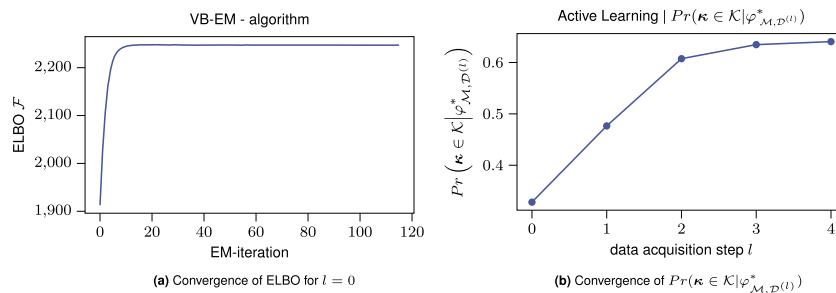 VB-EM - algorithm
ELBO 𝓕
2,200
2,100
2,000
1,900
0 20 40 60 80 100 120
EM-iteration
(a) Convergence of ELBO for l = 0
Active Learning | Pr(κ ∈ 𝒦|φ*_{ℳ,𝒟^{(l)}})
Pr (κ ∈ 𝒦|φ*_{ℳ,𝒟^{(l)}})
0.6
0.5
0.4
0 1 2 3 4
data acquisition step l
(b) Convergence of Pr(κ ∈ 𝒦|φ*_{ℳ,𝒟^{(l)}})